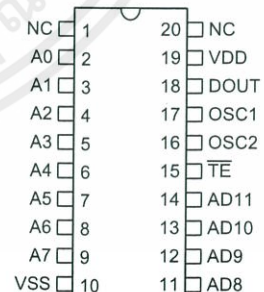 NC 1 20 NC
A0 2 19 VDD
A1 3 18 DOUT
A2 4 17 OSC1
A3 5 16 OSC2
A4 6 15 TE
A5 7 14 AD11
A6 8 13 AD10
A7 9 12 AD9
VSS 10 11 AD8